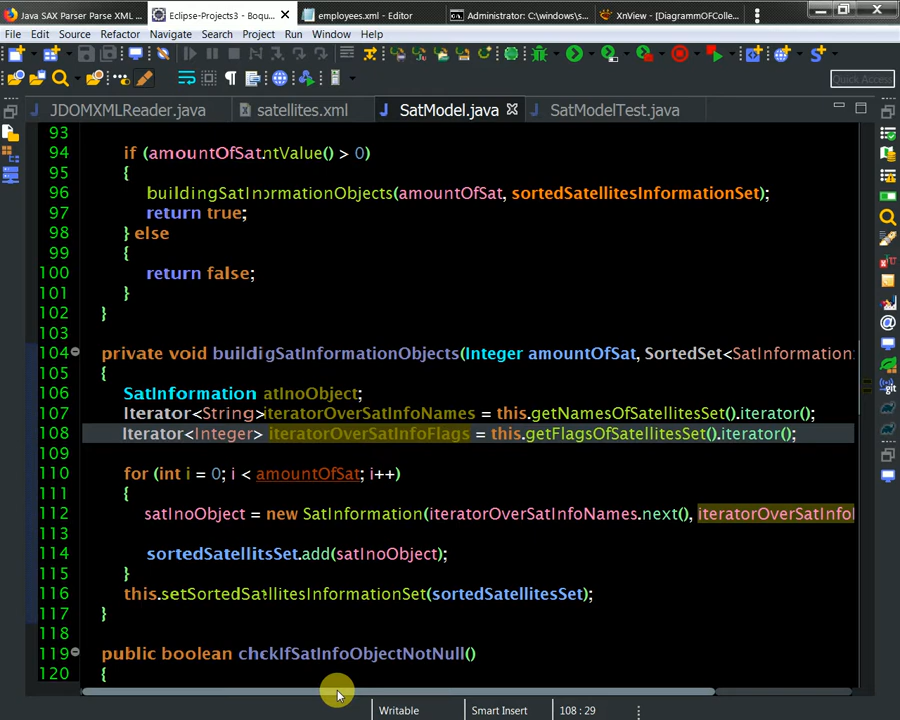 Java SAX Parser Parse XML ...
Eclipse-Projects3 - Boqu...
employees.xml - Editor
Administrator: C:\windows\s...
XnView - [DiagrammOFColle...
File Edit Source Refactor Navigate Search Project Run Window Help
Quick Access
JDOMXMLReader.java
satellites.xml
SatModel.java
SatModelTest.java
93
94 if (amountOfSat.ntValue() > 0)
95 {
96 buildingSatInformationObjects(amountOfSat, sortedSatellitesInformationSet);
97 return true;
98 } else
99 {
100 return false;
101 }
102 }
103
104 private void buildigSatInformationObjects(Integer amountOfSat, SortedSet<SatInformation
105 {
106 SatInformation atInoObject;
107 Iterator<String>iteratorOverSatInfoNames = this.getNamesOfSatellitesSet().iterator();
108 Iterator<Integer> iteratorOverSatInfoFlags = this.getFlagsOfSatellitesSet().iterator();
109
110 for (int i = 0; i < amountOfSat; i++)
111 {
112 satInoObject = new SatInformation(iteratorOverSatInfoNames.next(), iteratorOverSatInfol
113
114 sortedSatellitsSet.add(satInoObject);
115 }
116 this.setSortedSatllitesInformationSet(sortedSatellitesSet);
117 }
118
119 public boolean chckIfSatInfoObjectNotNull()
120 {
Writable Smart Insert 108 : 29